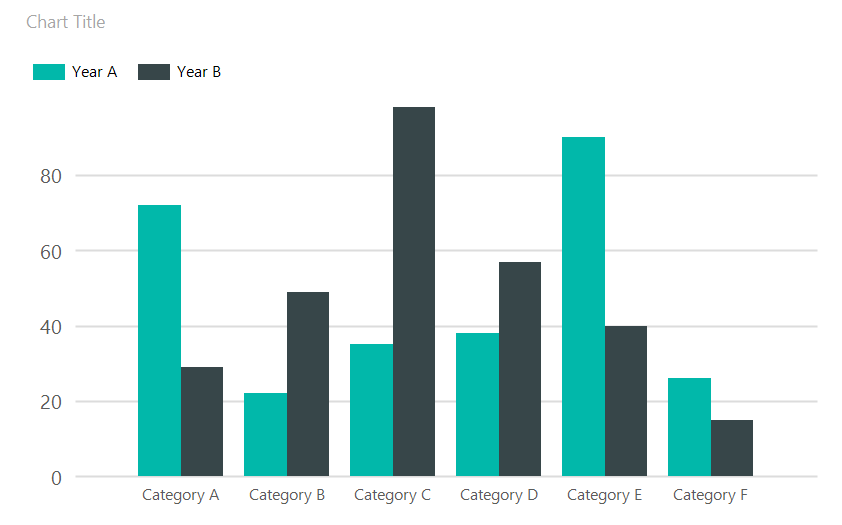 Chart Title
Year A Year B
80
60
40
20
0
Category A Category B Category C Category D Category E Category F